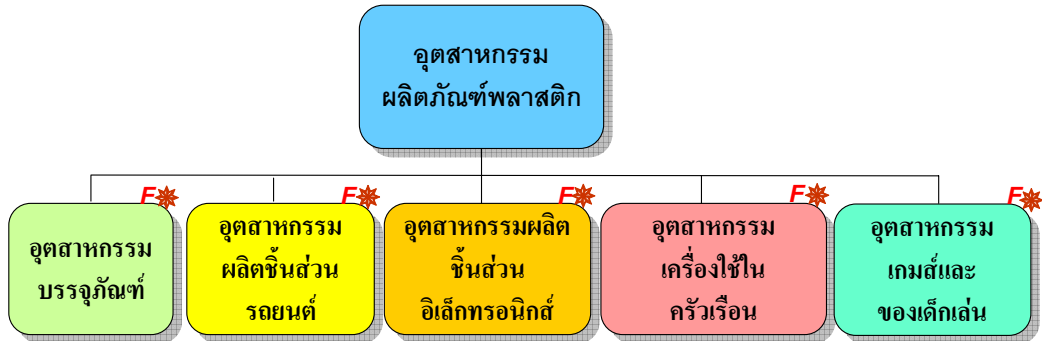 อุตสาหกรรม
ผลิตภัณฑ์พลาสติก
F
F
F
F
F
อุตสาหกรรม
บรรจุภัณฑ์
อุตสาหกรรม
ผลิตชิ้นส่วน
รถยนต์
อุตสาหกรรมผลิต
ชิ้นส่วน
อิเล็กทรอนิกส์
อุตสาหกรรม
เครื่องใช้ใน
ครัวเรือน
อุตสาหกรรม
เกมส์และ
ของเด็กเล่น